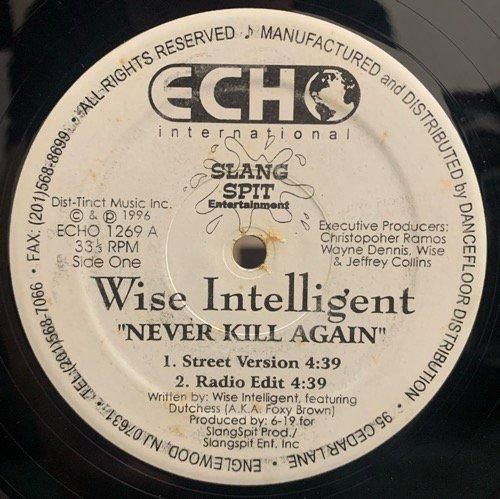 ALL RIGHTS RESERVED ♪ MANUFACTURED and DISTRIBUTED by DANCEFLOOR DISTRIBUTION • 95 CEDAR LANE • ENGLEWOOD, NJ. 07631 • TEL: (201)568-7066 • FAX: (201)568-8699 •
ECHO
international
SLANG
SPIT
Entertainment
Dist-Tinct Music Inc.
© & ℗ 1996
ECHO 1269 A
33⅓ RPM
Side One
Executive Producers:
Christopoher Ramos
Wayne Dennis, Wise
& Jeffrey Collins
Wise Intelligent
"NEVER KILL AGAIN"
1. Street Version 4:39
2. Radio Edit 4:39
Written by: Wise Intelligent, featuring
Dutchess (A.K.A. Foxy Brown)
Produced by: 6-19 for
SlangSpit Prod./
Slangspit Ent. Inc